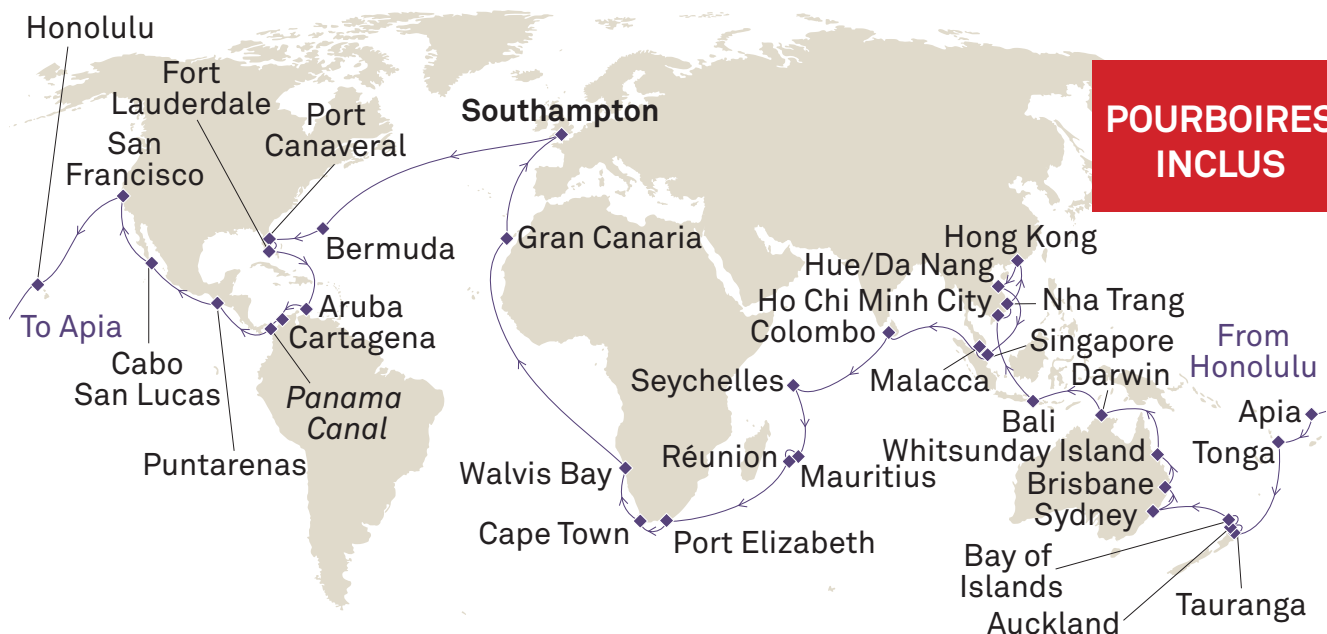 Honolulu
Fort
Lauderdale
Port
Canaveral
San
Francisco
Southampton
POURBOIRES
INCLUS
Bermuda
Gran Canaria
Hong Kong
Hue/Da Nang
Ho Chi Minh City
Nha Trang
Colombo
Singapore
Malacca
Darwin
From
Honolulu
To Apia
Aruba
Cartagena
Cabo
San Lucas
Panama
Canal
Puntarenas
Seychelles
Bali
Apia
Réunion
Mauritius
Whitsunday Island
Tonga
Walvis Bay
Brisbane
Sydney
Cape Town
Port Elizabeth
Bay of
Islands
Auckland
Tauranga